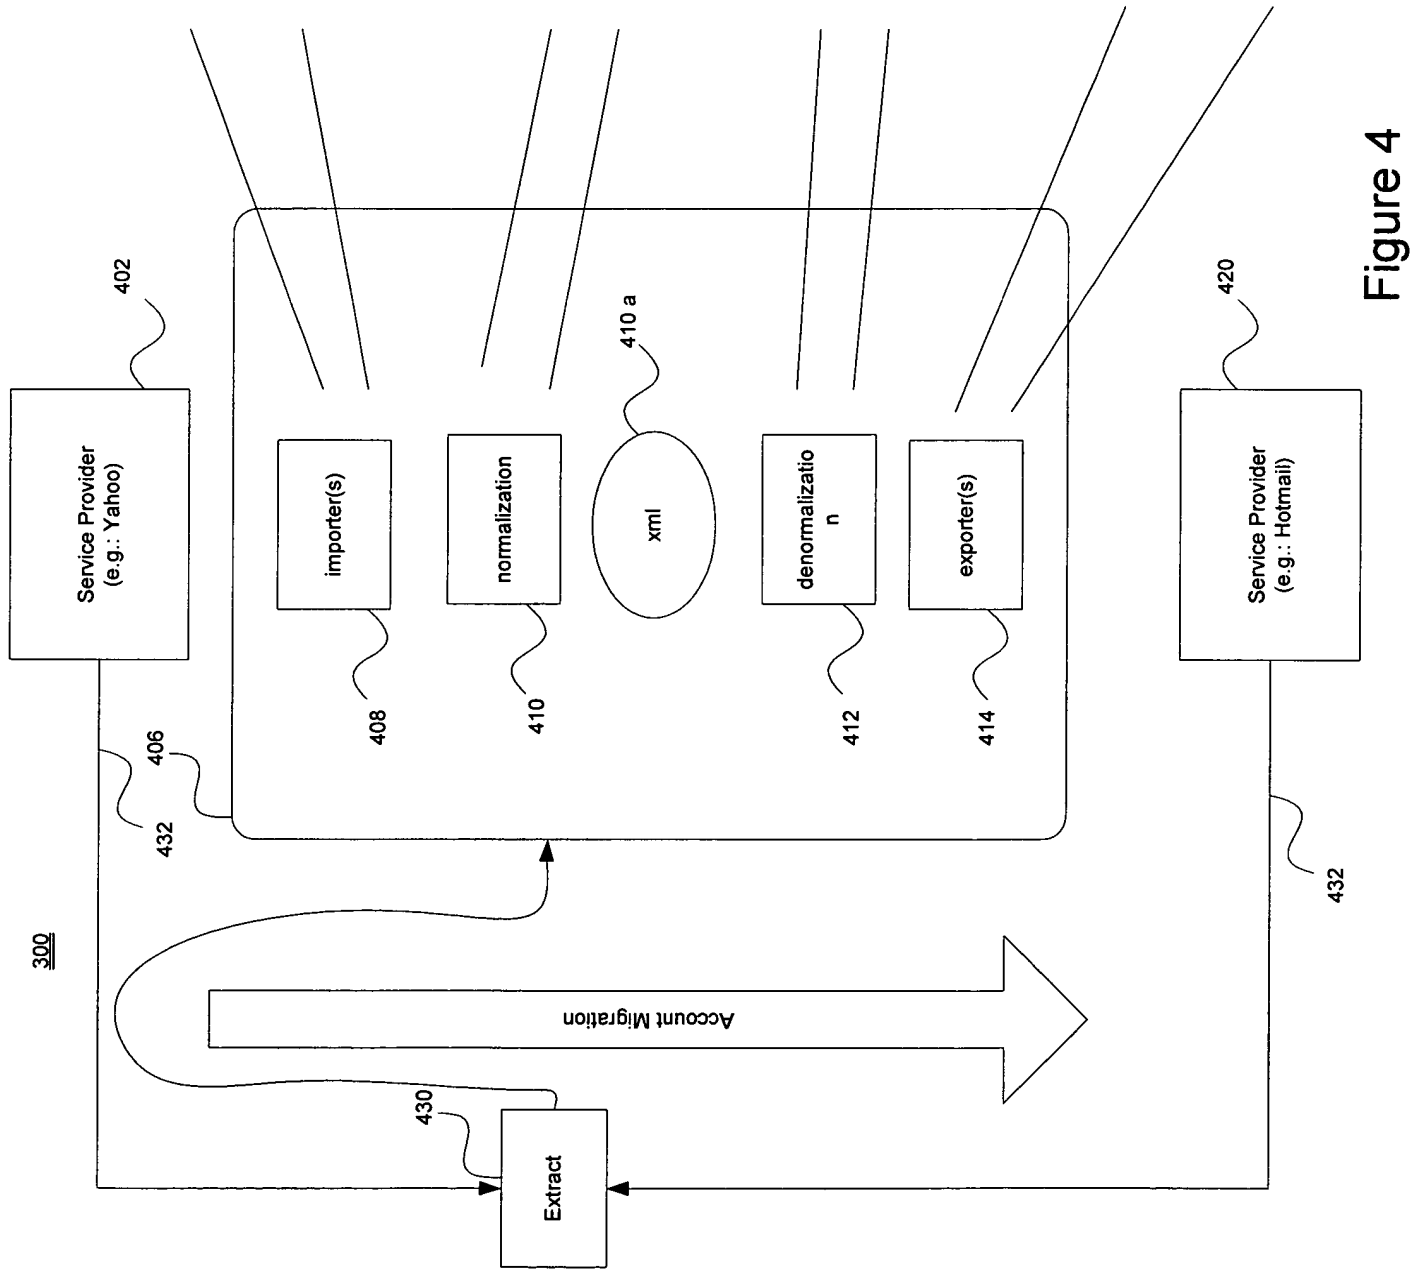 300
Service Provider
(e.g.: Yahoo)
402
432
406
importer(s)
408
normalization
410
xml
410 a
denormalizatio
n
412
exporter(s)
414
Account Migration
Extract
430
Service Provider
(e.g.: Hotmail)
420
432
Figure 4